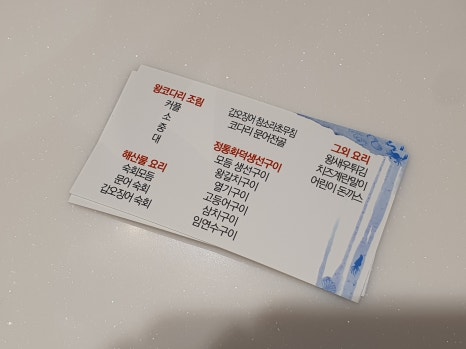 왕코다리 조림
커플
소
중
대
해산물 요리
숙회모듬
문어 숙회
갑오징어 숙회
갑오징어 참소라초무침
코다리 문어전골
정통화덕생선구이
모듬 생선구이
왕갈치구이
열기구이
고등어구이
삼치구이
임연수구이
그외 요리
왕새우튀김
치즈계란말이
어린이 돈까스